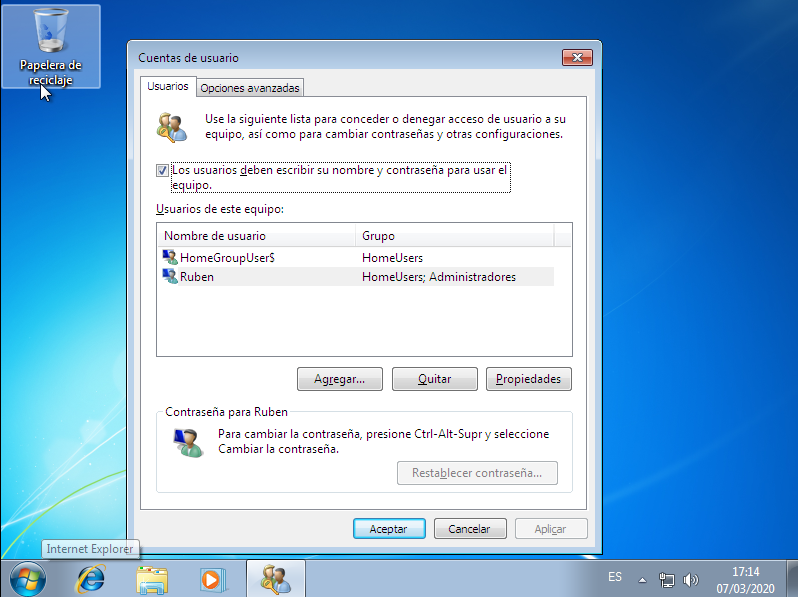 Papelera de
reciclaje
Cuentas de usuario
Usuarios
Opciones avanzadas
Use la siguiente lista para conceder o denegar acceso de usuario a su
equipo, así como para cambiar contraseñas y otras configuraciones.
Los usuarios deben escribir su nombre y contraseña para usar el
equipo.
Usuarios de este equipo:
Nombre de usuario Grupo
HomeGroupUser$ HomeUsers
Ruben HomeUsers; Administradores
Agregar... Quitar Propiedades
Contraseña para Ruben
Para cambiar la contraseña, presione Ctrl-Alt-Supr y seleccione
Cambiar la contraseña.
Restablecer contraseña...
Aceptar Cancelar Aplicar
Internet Explorer
ES
17:14
07/03/2020